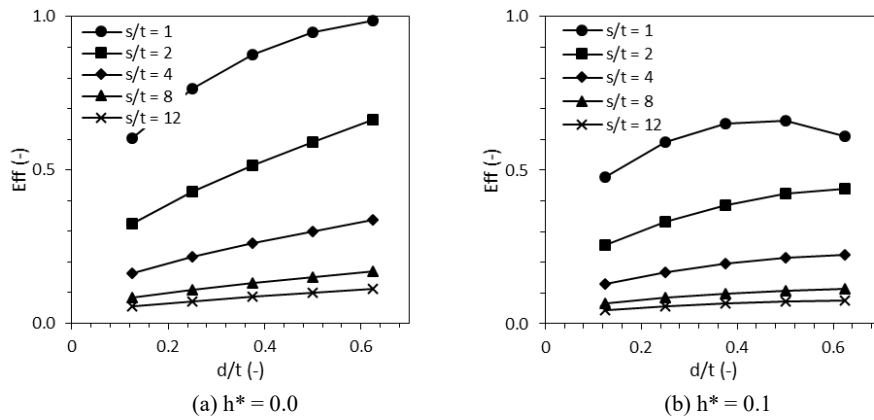 1.0
0.5
0.0
Eff (-)
s/t = 1
s/t = 2
s/t = 4
s/t = 8
s/t = 12
0
0.2
0.4
0.6
d/t (-)
(a) h* = 0.0
1.0
0.5
0.0
Eff (-)
s/t = 1
s/t = 2
s/t = 4
s/t = 8
s/t = 12
0
0.2
0.4
0.6
d/t (-)
(b) h* = 0.1